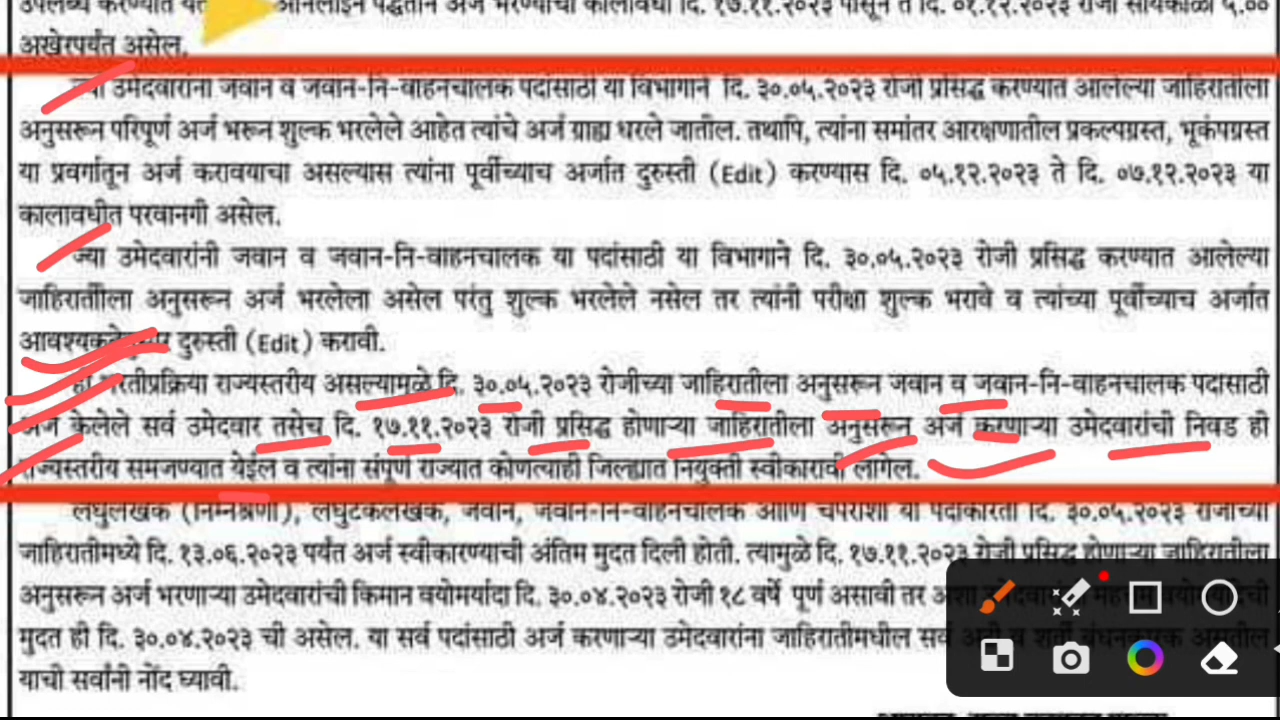 उपलब्ध करण्यात येत ऑनलाइन पद्धतीने अर्ज भरण्याचा कालावधी दि. १७.११.२०२३ पासून ते दि. ०१.१२.२०२३ रोजी सायंकाळी ५.००
अखेरपर्यंत असेल.
ज्या उमेदवारांनी जवान व जवान-नि-वाहनचालक पदांसाठी या विभागाने दि. ३०.०५.२०२३ रोजी प्रसिद्ध करण्यात आलेल्या जाहिरातीला
अनुसरून परिपूर्ण अर्ज भरून शुल्क भरलेले आहेत त्यांचे अर्ज ग्राह्य धरले जातील. तथापि, त्यांना समांतर आरक्षणातील प्रकल्पग्रस्त, भूकंपग्रस्त
या प्रवर्गातून अर्ज करावयाचा असल्यास त्यांना पूर्वीच्याच अर्जात दुरुस्ती (Edit) करण्यास दि. ०५.१२.२०२३ ते दि. ०७.१२.२०२३ या
कालावधीत परवानगी असेल.
ज्या उमेदवारांनी जवान व जवान-नि-वाहनचालक या पदांसाठी या विभागाने दि. ३०.०५.२०२३ रोजी प्रसिद्ध करण्यात आलेल्या
जाहिरातीला अनुसरून अर्ज भरलेला असेल परंतु शुल्क भरलेले नसेल तर त्यांनी परीक्षा शुल्क भरावे व त्यांच्या पूर्वीच्याच अर्जात
आवश्यकतेनुसार दुरुस्ती (Edit) करावी.
ही भरतीप्रक्रिया राज्यस्तरीय असल्यामुळे दि. ३०.०५.२०२३ रोजीच्या जाहिरातीला अनुसरून जवान व जवान-नि-वाहनचालक पदासाठी
अर्ज केलेले सर्व उमेदवार तसेच दि. १७.११.२०२३ रोजी प्रसिद्ध होणाऱ्या जाहिरातीला अनुसरून अर्ज करणाऱ्या उमेदवारांची निवड ही
राज्यस्तरीय समजण्यात येईल व त्यांना संपूर्ण राज्यात कोणत्याही जिल्ह्यात नियुक्ती स्वीकारावी लागेल.
लघुलेखक (निम्नश्रेणी), लघुटंकलेखक, जवान, जवान-नि-वाहनचालक आणि चपराशी या पदाकरिता दि. ३०.०५.२०२३ रोजीच्या
जाहिरातीमध्ये दि. १३.०६.२०२३ पर्यंत अर्ज स्वीकारण्याची अंतिम मुदत दिली होती. त्यामुळे दि. १७.११.२०२३ रोजी प्रसिद्ध होणाऱ्या जाहिरातीला
अनुसरून अर्ज भरणाऱ्या उमेदवारांची किमान वयोमर्यादा दि. ३०.०४.२०२३ रोजी १८ वर्षे पूर्ण असावी तर अशा
मुदत ही दि. ३०.०४.२०२३ ची असेल. या सर्व पदांसाठी अर्ज करणाऱ्या उमेदवारांना जाहिरातीमधील सर्व अटी व शर्ती बंधनकारक असतील
याची सर्वांनी नोंद घ्यावी.